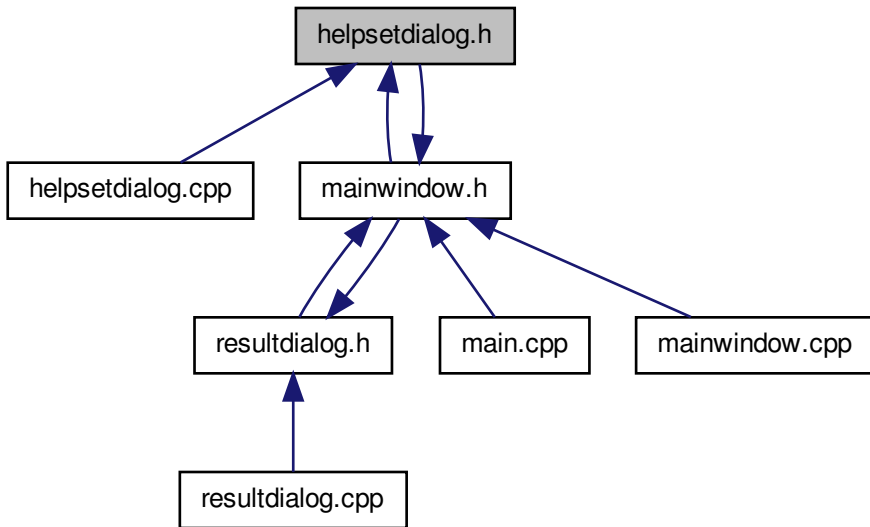 helpsetdialog.h
helpsetdialog.cpp
mainwindow.h
resultdialog.h
main.cpp
mainwindow.cpp
resultdialog.cpp